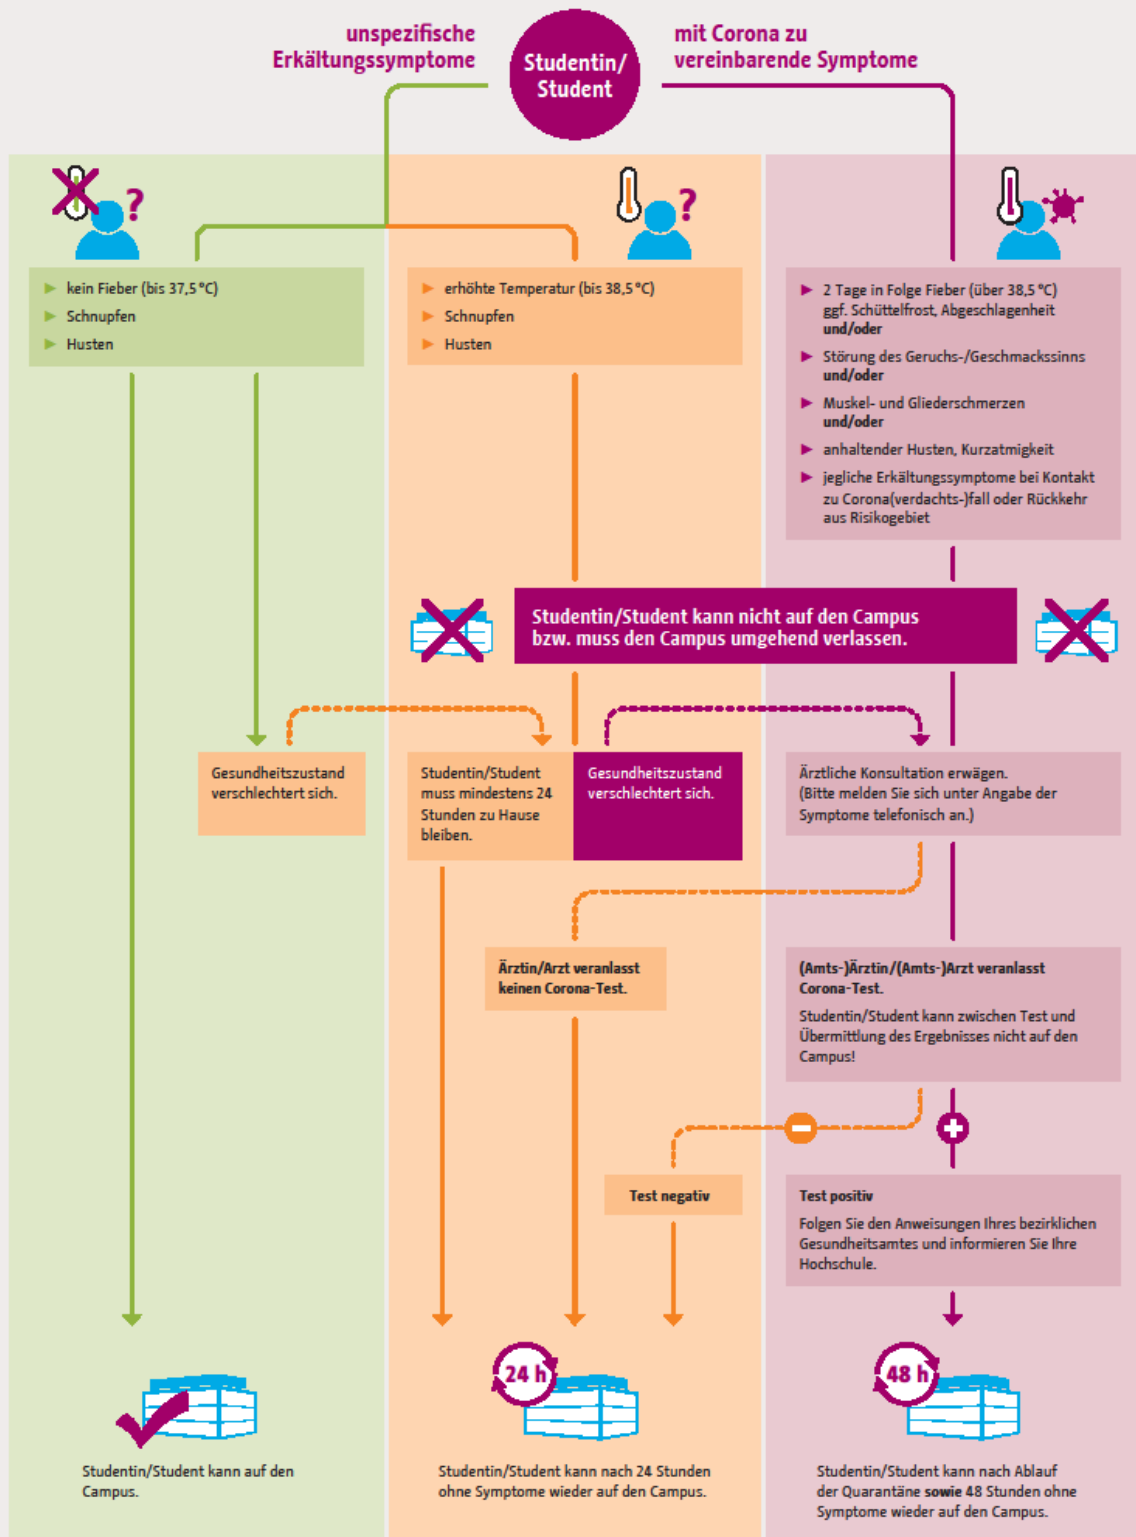 unspezifische
Erkältungssymptome
Studentin/
Student
mit Corona zu
vereinbarende Symptome
?
► kein Fieber (bis 37,5 °C)
► Schnupfen
► Husten
?
► erhöhte Temperatur (bis 38,5 °C)
► Schnupfen
► Husten
► 2 Tage in Folge Fieber (über 38,5 °C)
ggf. Schüttelfrost, Abgeschlagenheit
und/oder
► Störung des Geruchs-/Geschmackssinns
und/oder
► Muskel- und Gliederschmerzen
und/oder
► anhaltender Husten, Kurzatmigkeit
► jegliche Erkältungssymptome bei Kontakt
zu Corona(verdachts-)fall oder Rückkehr
aus Risikogebiet
Studentin/Student kann nicht auf den Campus
bzw. muss den Campus umgehend verlassen.
Gesundheitszustand
verschlechtert sich.
Studentin/Student
muss mindestens 24
Stunden zu Hause
bleiben.
Gesundheitszustand
verschlechtert sich.
Ärztliche Konsultation erwägen.
(Bitte melden Sie sich unter Angabe der
Symptome telefonisch an.)
Ärztin/Arzt veranlasst
keinen Corona-Test.
(Amts-)Ärztin/(Amts-)Arzt veranlasst
Corona-Test.
Studentin/Student kann zwischen Test und
Übermittlung des Ergebnisses nicht auf den
Campus!
Test negativ
Test positiv
Folgen Sie den Anweisungen Ihres bezirklichen
Gesundheitsamtes und informieren Sie Ihre
Hochschule.
Studentin/Student kann auf den
Campus.
24 h
Studentin/Student kann nach 24 Stunden
ohne Symptome wieder auf den Campus.
48 h
Studentin/Student kann nach Ablauf
der Quarantäne sowie 48 Stunden ohne
Symptome wieder auf den Campus.